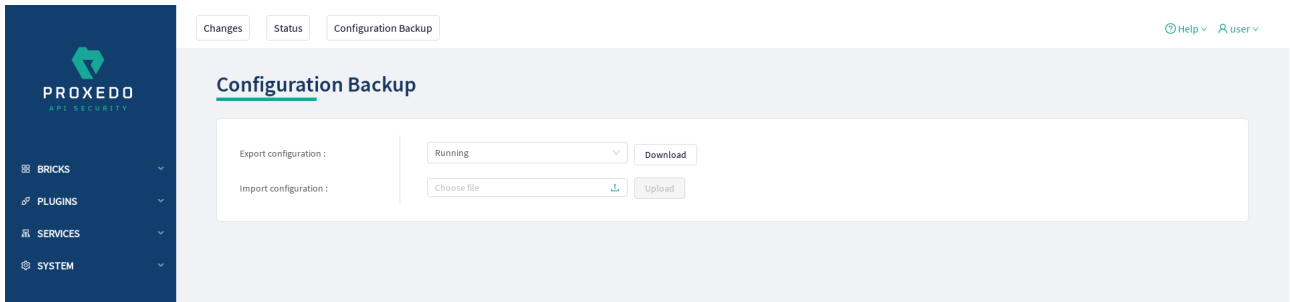 Changes Status Configuration Backup Help user
PROXEDO
API SECURITY
Configuration Backup
Export configuration : Running Download
Import configuration : Choose file Upload
BRICKS
PLUGINS
SERVICES
SYSTEM